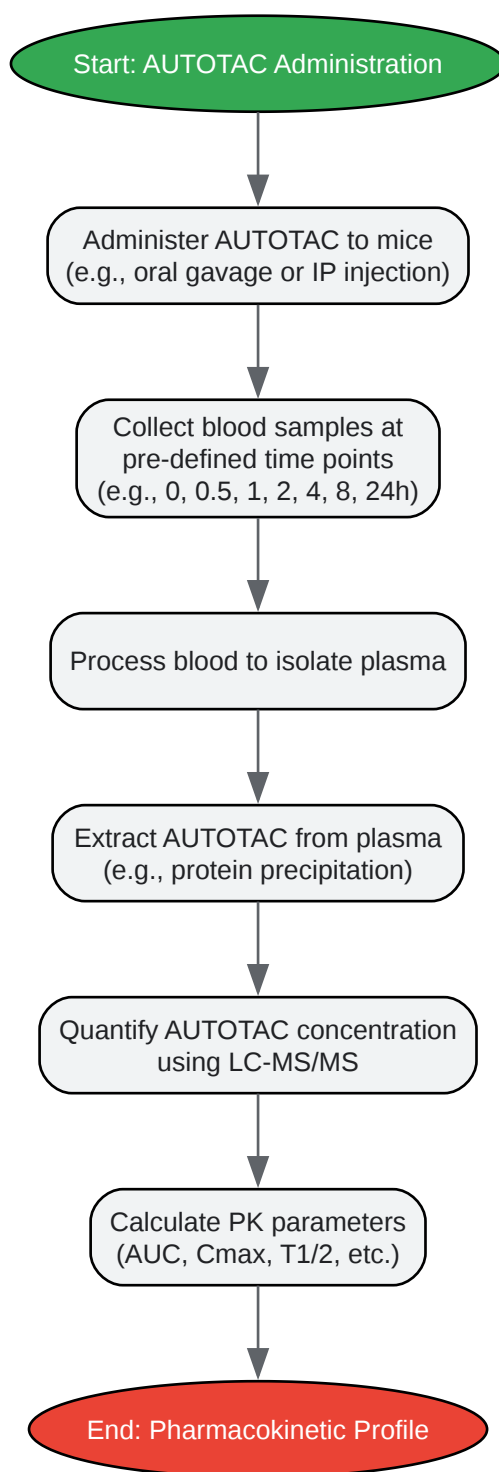 Start: AUTOTAC Administration
Administer AUTOTAC to mice
(e.g., oral gavage or IP injection)
Collect blood samples at
pre-defined time points
(e.g., 0, 0.5, 1, 2, 4, 8, 24h)
Process blood to isolate plasma
Extract AUTOTAC from plasma
(e.g., protein precipitation)
Quantify AUTOTAC concentration
using LC-MS/MS
Calculate PK parameters
(AUC, Cmax, T1/2, etc.)
End: Pharmacokinetic Profile